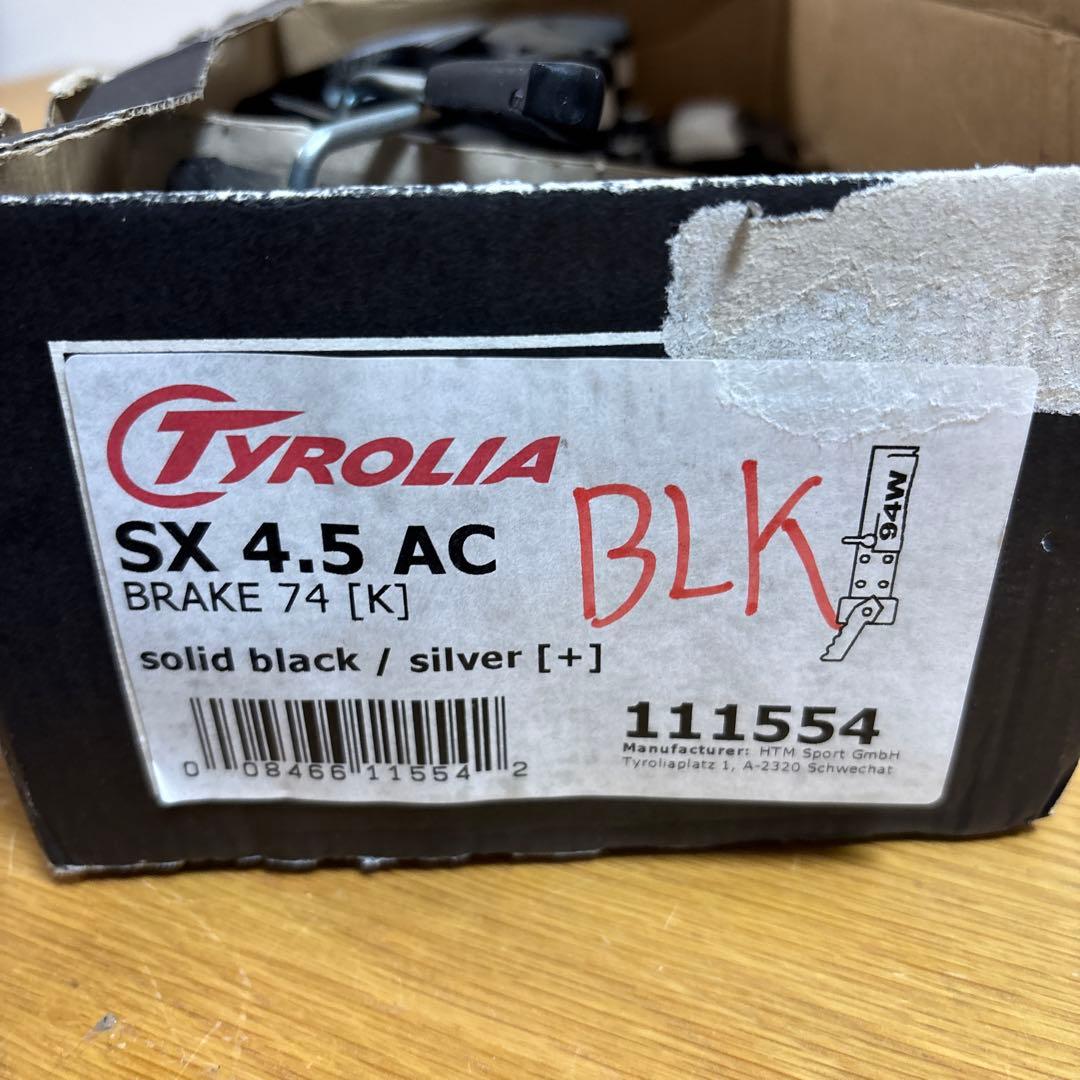 TYROLIA
SX 4.5 AC
BRAKE 74 [K]
BLK
94W
solid black / silver [+]
0 08466 11554 2
111554
Manufacturer: HTM Sport GmbH
Tyroliaplatz 1, A-2320 Schwechat